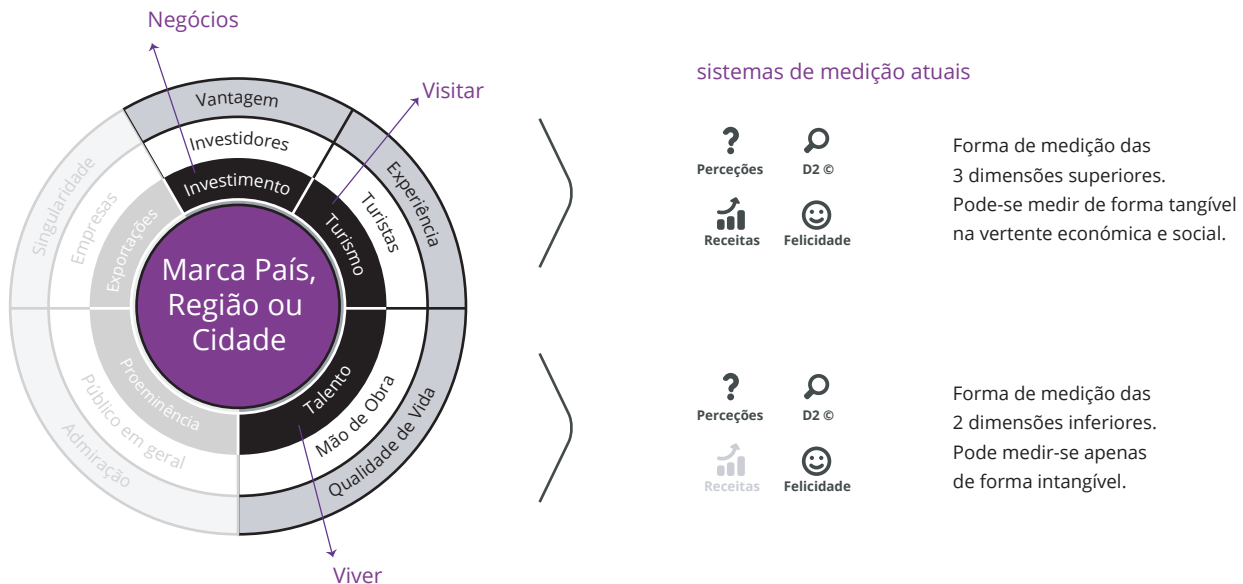 Negócios
Visitar
Viver
Vantagem
Investidores
Investimento
Experiência
Turistas
Turismo
Singularidade
Empresas
Exportações
Marca País,
Região ou
Cidade
Proeminência
Público em geral
Admiração
Talento
Mão de Obra
Qualidade de Vida
sistemas de medição atuais
?
Perceções
D2 ©
Receitas
Felicidade
Forma de medição das
3 dimensões superiores.
Pode-se medir de forma tangível
na vertente económica e social.
?
Perceções
D2 ©
Receitas
Felicidade
Forma de medição das
2 dimensões inferiores.
Pode medir-se apenas
de forma intangível.